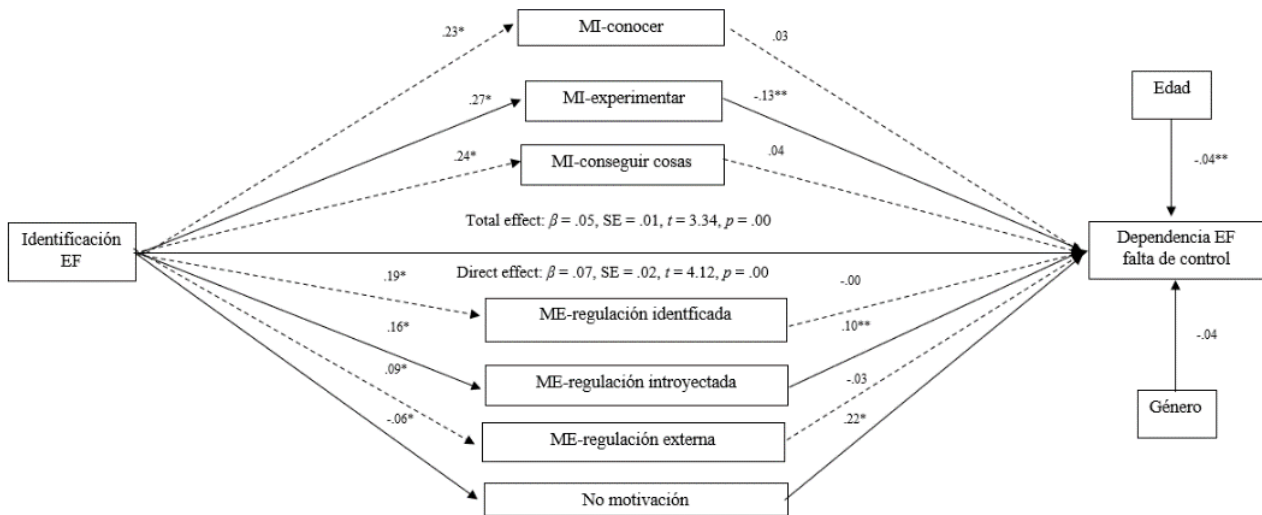 MI-conocer
.23*
.03
MI-experimentar
.27*
-.13**
Edad
MI-conseguir cosas
.24*
.04
-.04**
Total effect: β = .05, SE = .01, t = 3.34, p = .00
Identificación
EF
Dependencia EF
falta de control
Direct effect: β = .07, SE = .02, t = 4.12, p = .00
.19*
-.00
ME-regulación identficada
.16*
.10**
-.04
ME-regulación introyectada
.09*
-.03
Género
-.06*
.22*
ME-regulación externa
No motivación